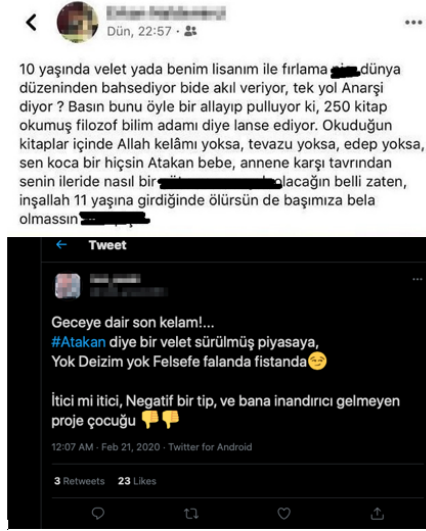 Dün, 22:57 ·
10 yaşında velet yada benim lisanım ile fırlama dünya
düzeninden bahsediyor bide akıl veriyor, tek yol Anarşi
diyor ? Basın bunu öyle bir allayıp pulluyor ki, 250 kitap
okumuş filozof bilim adamı diye lanse ediyor. Okuduğun
kitaplar içinde Allah kelâmı yoksa, tevazu yoksa, edep yoksa,
sen koca bir hiçsin Atakan bebe, annene karşı tavrından
senin ileride nasıl bir olacağın belli zaten,
inşallah 11 yaşına girdiğinde ölürsün de başımıza bela
olmassın
Tweet
Geceye dair son kelam!...
#Atakan diye bir velet sürülmüş piyasaya,
Yok Deizim yok Felsefe falanda fistanda😏
İtici mi itici, Negatif bir tip, ve bana inandırıcı gelmeyen
proje çocuğu 👎👎
12:07 AM · Feb 21, 2020 · Twitter for Android
3 Retweets 23 Likes